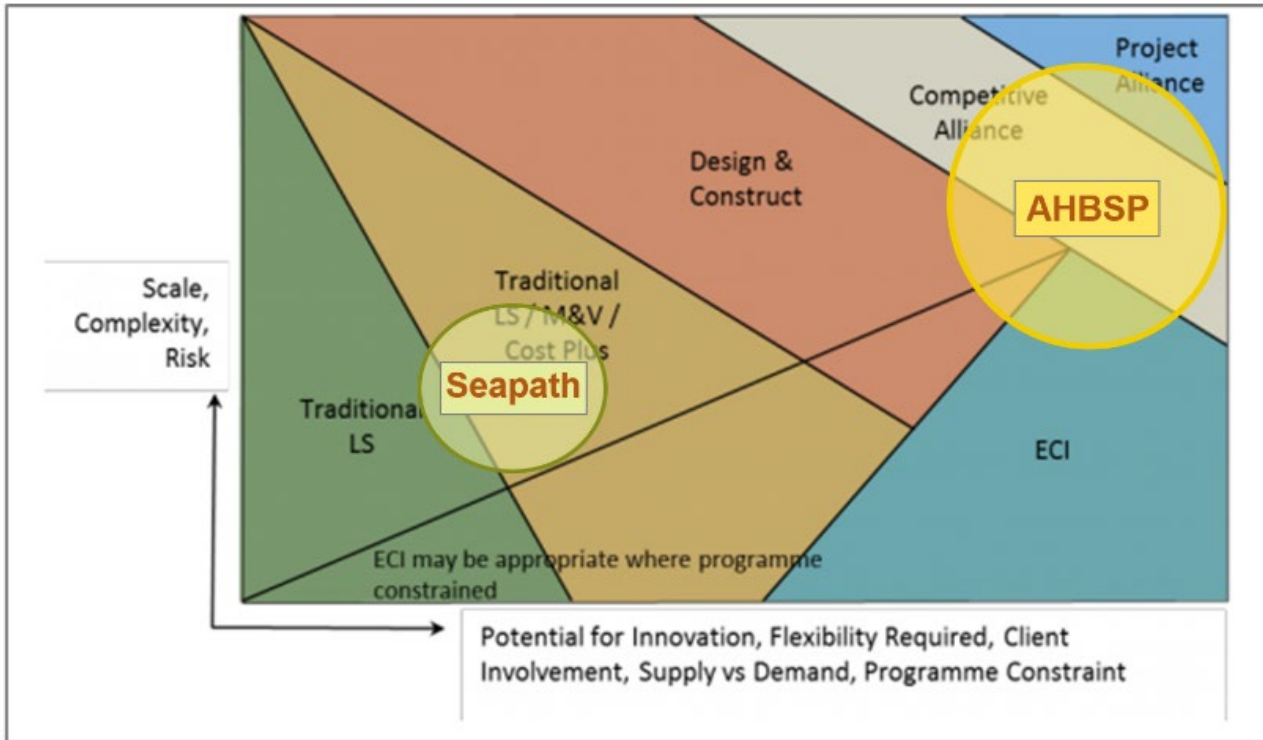 Project
Alliance
Competitive
Alliance
Design &
Construct
AHBSP
Scale,
Complexity,
Risk
Traditional
LS / M&V /
Cost Plus
Seapath
Traditional
LS
ECI
ECI may be appropriate where programme
constrained
Potential for Innovation, Flexibility Required, Client
Involvement, Supply vs Demand, Programme Constraint